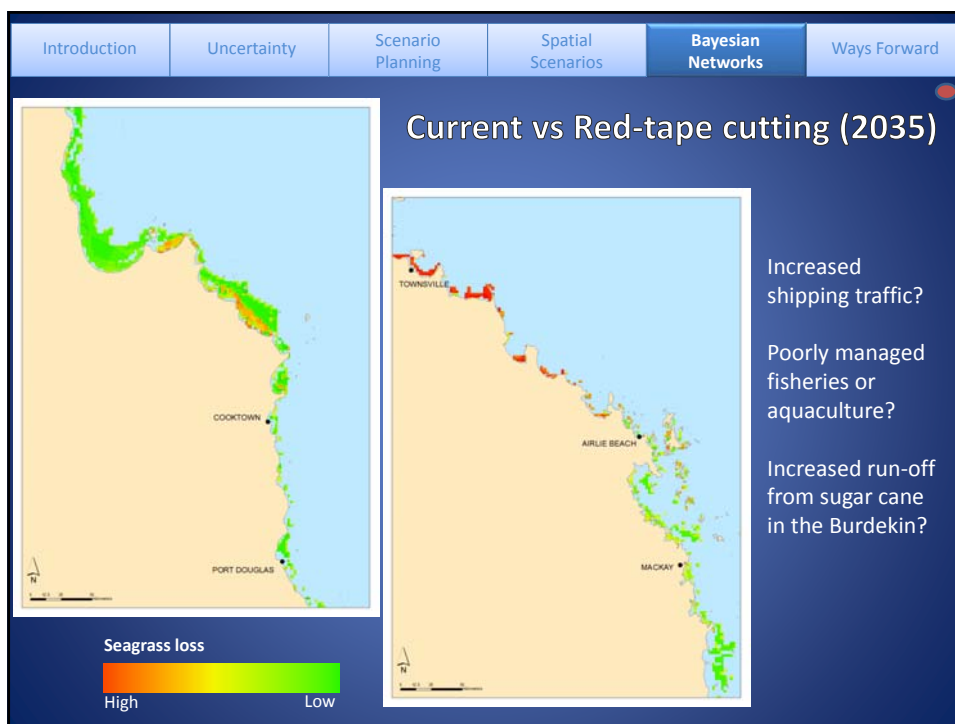 Introduction
Uncertainty
Scenario
Planning
Spatial
Scenarios
Bayesian
Networks
Ways Forward
Current vs Red-tape cutting (2035)
COOKTOWN
PORT DOUGLAS
N
TOWNSVILLE
AIRLIE BEACH
MACKAY
N
Increased
shipping traffic?
Poorly managed
fisheries or
aquaculture?
Increased run-off
from sugar cane
in the Burdekin?
Seagrass loss
High
Low